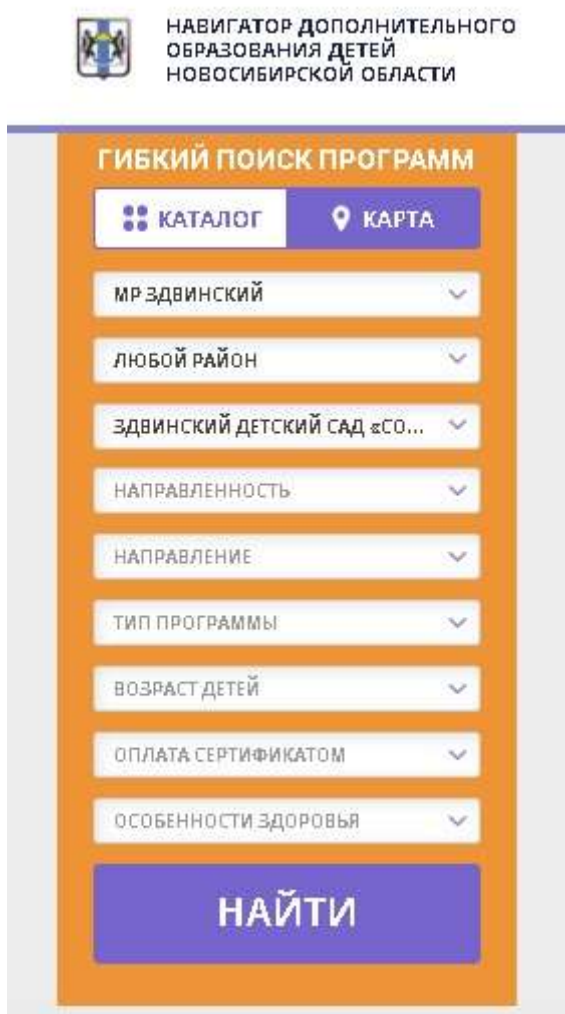 НАВИГАТОР ДОПОЛНИТЕЛЬНОГО
ОБРАЗОВАНИЯ ДЕТЕЙ
НОВОСИБИРСКОЙ ОБЛАСТИ
ГИБКИЙ ПОИСК ПРОГРАММ
КАТАЛОГ КАРТА
МР ЗДВИНСКИЙ
ЛЮБОЙ РАЙОН
ЗДВИНСКИЙ ДЕТСКИЙ САД «СО...
НАПРАВЛЕННОСТЬ
НАПРАВЛЕНИЕ
ТИП ПРОГРАММЫ
ВОЗРАСТ ДЕТЕЙ
ОПЛАТА СЕРТИФИКАТОМ
ОСОБЕННОСТИ ЗДОРОВЬЯ
НАЙТИ